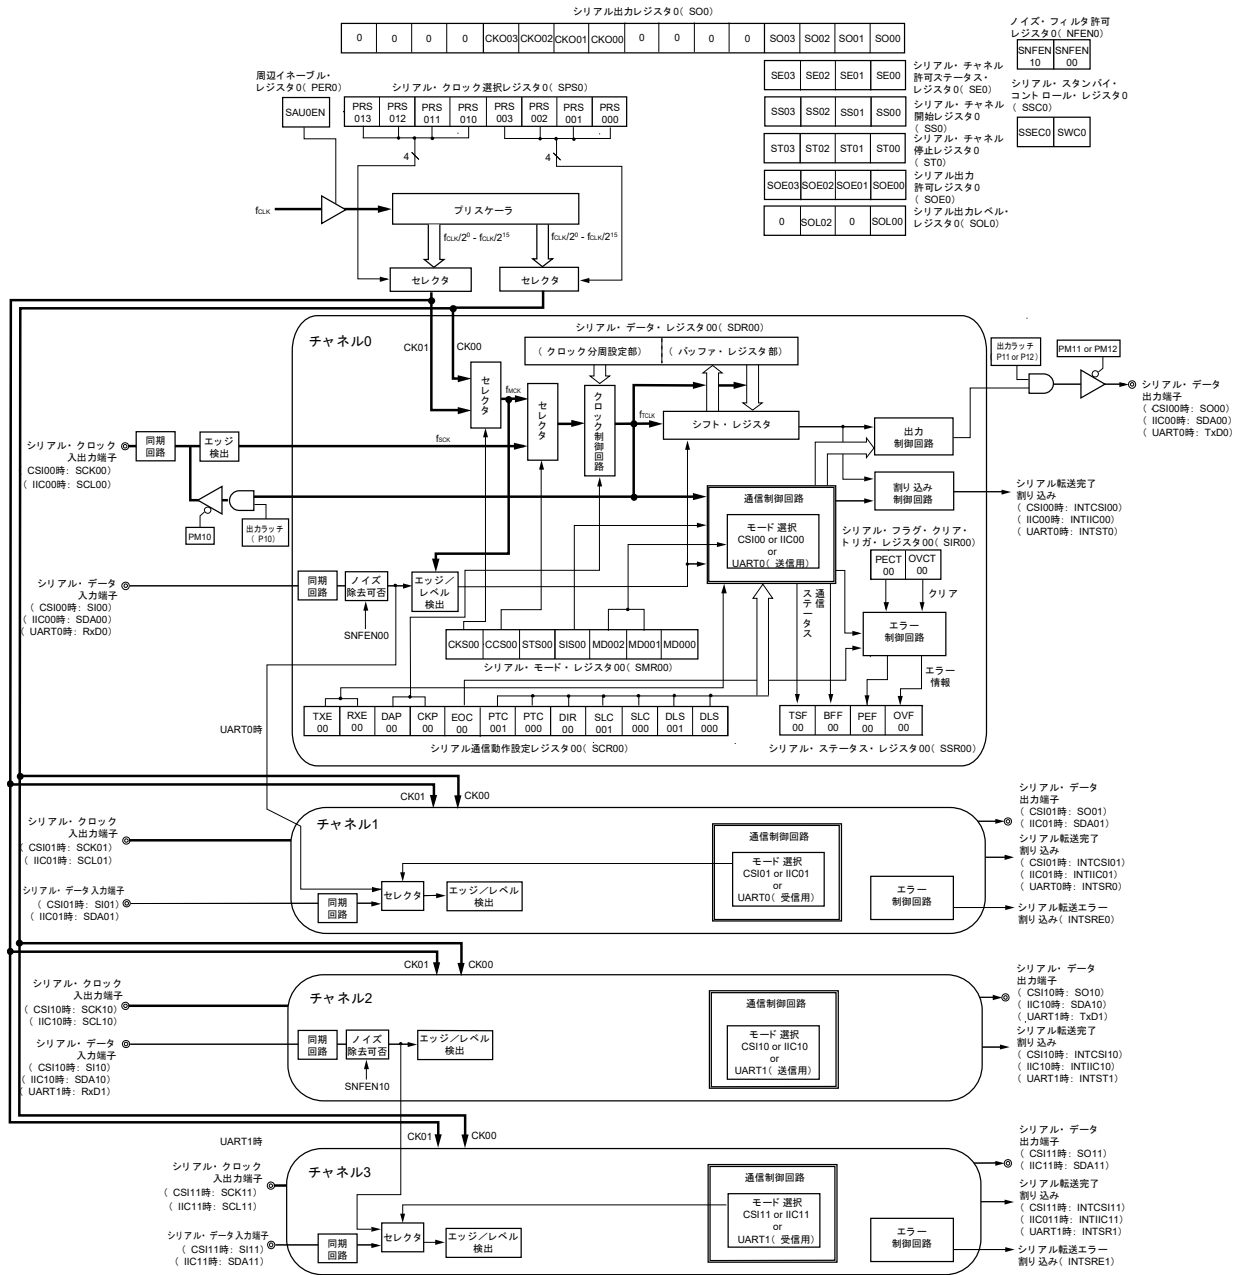 シリアル出力レジスタ0( SO0)
0 0 0 0 CKO03 CKO02 CKO01 CKO00 0 0 0 0 SO03 SO02 SO01 SO00
ノイズ・フィルタ許可
レジスタ0( NFEN0)
SNFEN
10
SNFEN
00
SE03 SE02 SE01 SE00
シリアル・チャネル
許可ステータス・
レジスタ0( SE0)
シリアル・スタンバイ・
コントロール・レジスタ0
( SSC0)
SSEC0 SWC0
SS03 SS02 SS01 SS00
シリアル・チャネル
開始レジスタ0
( SS0)
ST03 ST02 ST01 ST00
シリアル・チャネル
停止レジスタ0
( ST0)
SOE03 SOE02 SOE01 SOE00
シリアル出力
許可レジスタ0
( SOE0)
0 SOL02 0 SOL00
シリアル出力レベル・
レジスタ0( SOL0)
周辺イネーブル・
レジスタ0( PER0)
SAU0EN
シリアル・クロック選択レジスタ0( SPS0)
PRS
013
PRS
012
PRS
011
PRS
010
PRS
003
PRS
002
PRS
001
PRS
000
4
4
fCLK
プリスケーラ
fCLK/2⁰ - fCLK/2¹⁵
fCLK/2⁰ - fCLK/2¹⁵
セレクタ
セレクタ
チャネル0
CK01
CK00
シリアル・データ・レジスタ00( SDR00)
( クロック分周設定部)
( バッファ・レジスタ部)
セレクタ
fMCK
セレクタ
クロック制御回路
fTCLK
シフト・レジスタ
出力
制御回路
出力ラッチ
( P11 or P12)
PM11 or PM12
シリアル・データ
出力端子
( CSI00時: SO00)
( IIC00時: SDA00)
( UART0時: TxD0)
シリアル・クロック
入出力端子
CSI00時: SCK00)
( IIC00時: SCL00)
同期
回路
エッジ
検出
fSCK
PM10
出力ラッチ
( P10)
通信制御回路
モード選択
CSI00 or IIC00
or
UART0( 送信用)
割り込み
制御回路
シリアル転送完了
割り込み
( CSI00時: INTCSI00)
( IIC00時: INTIIC00)
( UART0時: INTST0)
シリアル・フラグ・クリア・
トリガ・レジスタ00( SIR00)
PECT
00
OVCT
00
クリア
シリアル・データ
入力端子
( CSI00時: SI00)
( IIC00時: SDA00)
( UART0時: RxD0)
同期
回路
ノイズ
除去可否
SNFEN00
エッジ／
レベル
検出
通信
ステータス
エラー
制御回路
エラー
情報
CKS00 CCS00 STS00 SIS00 MD002 MD001 MD000
シリアル・モード・レジスタ00( SMR00)
TXE
00
RXE
00
DAP
00
CKP
00
EOC
00
PTC
001
PTC
000
DIR
00
SLC
001
SLC
000
DLS
001
DLS
000
シリアル通信動作設定レジスタ00( SCR00)
TSF
00
BFF
00
PEF
00
OVF
00
シリアル・ステータス・レジスタ00( SSR00)
UART0時
CK01
CK00
チャネル1
シリアル・クロック
入出力端子
( CSI01時: SCK01)
( IIC01時: SCL01)
シリアル・データ入力端子
( CSI01時: SI01)
( IIC01時: SDA01)
同期
回路
セレクタ
エッジ／レベル
検出
通信制御回路
モード選択
CSI01 or IIC01
or
UART0( 受信用)
エラー
制御回路
シリアル・データ
出力端子
( CSI01時: SO01)
( IIC01時: SDA01)
シリアル転送完了
割り込み
( CSI01時: INTCSI01)
( IIC01時: INTIIC01)
( UART0時: INTSR0)
シリアル転送エラー
割り込み( INTSRE0)
CK01
CK00
チャネル2
シリアル・クロック
入出力端子
( CSI10時: SCK10)
( IIC10時: SCL10)
シリアル・データ
入力端子
( CSI10時: SI10)
( IIC10時: SDA10)
( UART1時: RxD1)
同期
回路
ノイズ
除去可否
SNFEN10
エッジ／レベル
検出
通信制御回路
モード選択
CSI10 or IIC10
or
UART1( 送信用)
シリアル・データ
出力端子
( CSI10時: SO10)
( IIC10時: SDA10)
( UART1時: TxD1)
シリアル転送完了
割り込み
( CSI10時: INTCSI10)
( IIC10時: INTIIC10)
( UART1時: INTST1)
UART1時
CK01
CK00
チャネル3
シリアル・クロック
入出力端子
( CSI11時: SCK11)
( IIC11時: SCL11)
シリアル・データ入力端子
( CSI11時: SI11)
( IIC11時: SDA11)
同期
回路
セレクタ
エッジ／レベル
検出
通信制御回路
モード選択
CSI11 or IIC11
or
UART1( 受信用)
エラー
制御回路
シリアル・データ
出力端子
( CSI11時: SO11)
( IIC11時: SDA11)
シリアル転送完了
割り込み
( CSI11時: INTCSI11)
( IIC011時: INTIIC11)
( UART1時: INTSR1)
シリアル転送エラー
割り込み( INTSRE1)